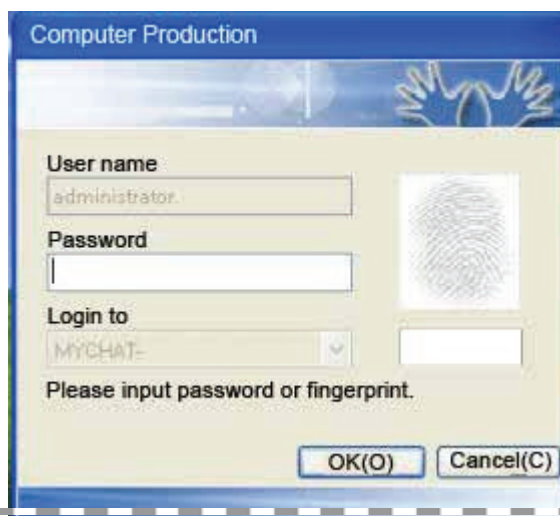 Computer Production
User name
administrator.
Password
Login to
MYCHAT-
Please input password or fingerprint.
OK(O) Cancel(C)